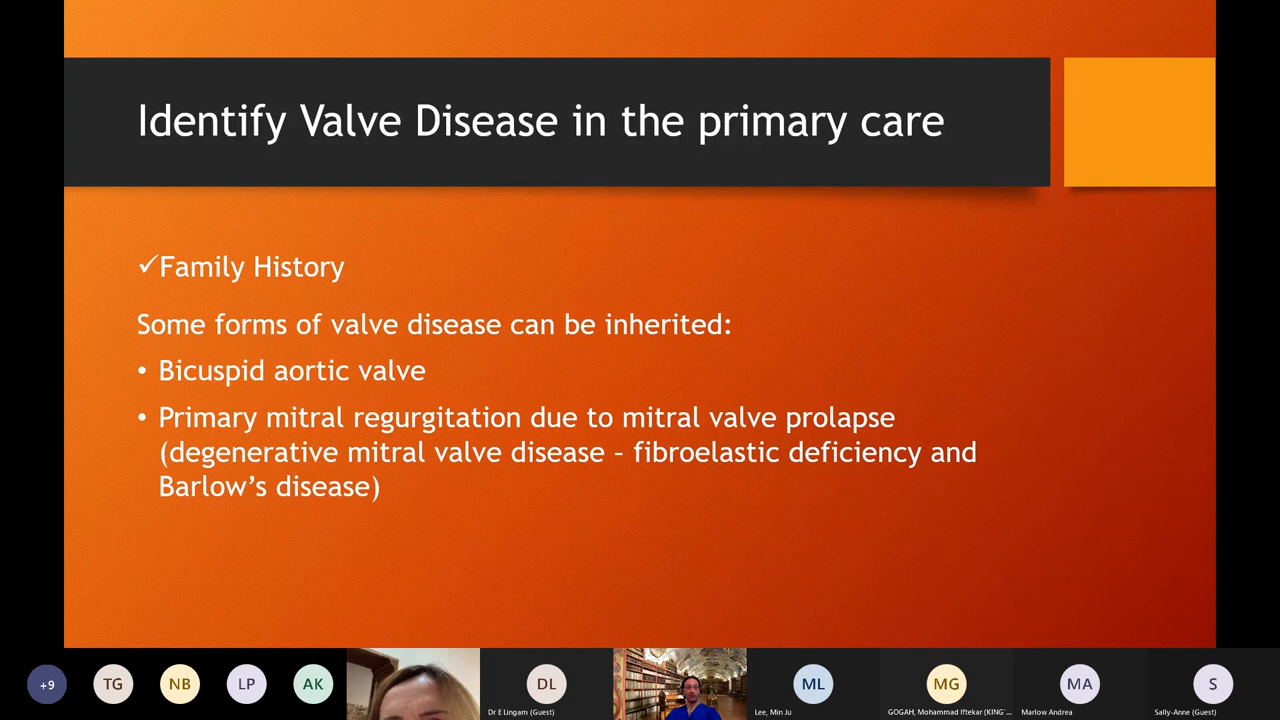 Identify Valve Disease in the primary care
✓Family History
Some forms of valve disease can be inherited:
• Bicuspid aortic valve
• Primary mitral regurgitation due to mitral valve prolapse
(degenerative mitral valve disease – fibroelastic deficiency and
Barlow's disease)
+9
TG
NB
LP
AK
DL
Dr E Lingam (Guest)
ML
Lee, Min Ju
MG
GOGAH, Mohammad Iftekar (KING'...
MA
Marlow Andrea
S
Sally-Anne (Guest)